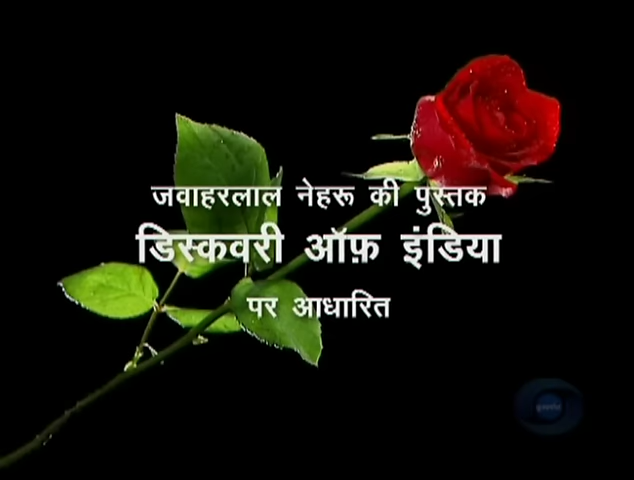 जवाहरलाल नेहरू की पुस्तक
डिस्कवरी ऑफ़ इंडिया
पर आधारित